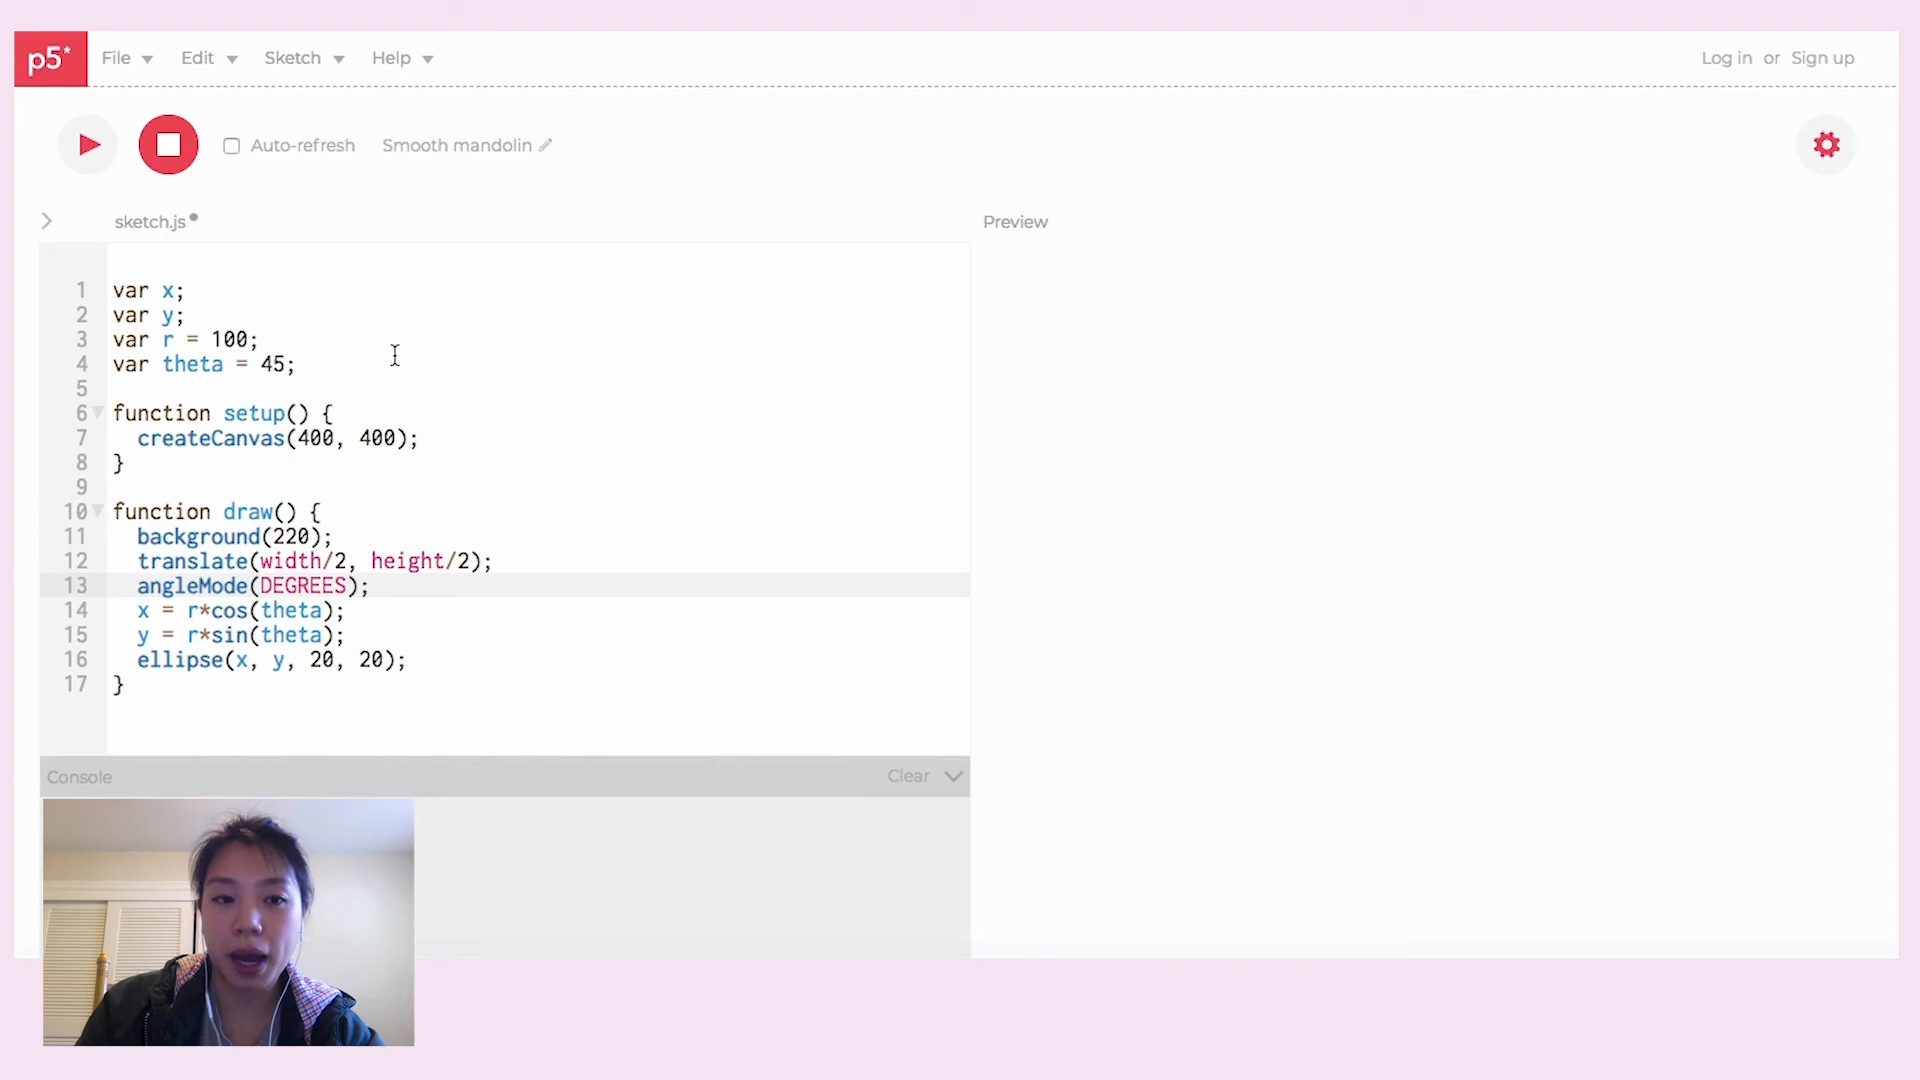 p5* File Edit Sketch Help Log in or Sign up
Auto-refresh Smooth mandolin
sketch.js Preview
1 var x;
2 var y;
3 var r = 100;
4 var theta = 45;
5
6 function setup() {
7 createCanvas(400, 400);
8 }
9
10 function draw() {
11 background(220);
12 translate(width/2, height/2);
13 angleMode(DEGREES);
14 x = r*cos(theta);
15 y = r*sin(theta);
16 ellipse(x, y, 20, 20);
17 }
Console Clear